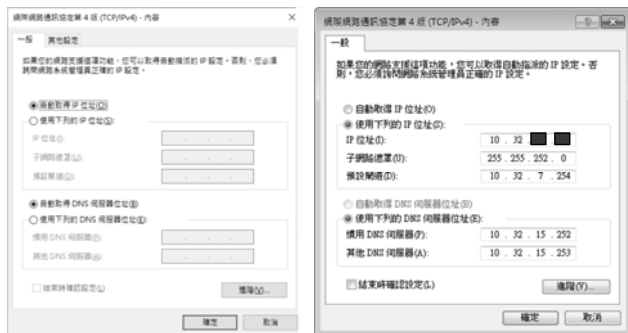 網際網路通訊協定第 4 版 (TCP/IPv4) - 內容
一般
其他設定
如果您的網路支援這項功能，您可以取得自動指派的 IP 設定。否則，您必須
詢問網路系統管理員正確的 IP 設定。
自動取得 IP 位址(O)
使用下列的 IP 位址(S):
IP 位址(I):
子網路遮罩(U):
預設閘道(D):
自動取得 DNS 伺服器位址(B)
使用下列的 DNS 伺服器位址(E):
慣用 DNS 伺服器(P):
其他 DNS 伺服器(A):
結束時確認設定(L)
進階(V)...
確定
取消
網際網路通訊協定第 4 版 (TCP/IPv4) - 內容
一般
如果您的網路支援這項功能，您可以取得自動指派的 IP 設定。否
則，您必須詢問網路系統管理員正確的 IP 設定。
自動取得 IP 位址(O)
使用下列的 IP 位址(S):
IP 位址(I): 10 . 32 .
子網路遮罩(U): 255 . 255 . 252 . 0
預設閘道(D): 10 . 32 . 7 . 254
自動取得 DNS 伺服器位址(B)
使用下列的 DNS 伺服器位址(E):
慣用 DNS 伺服器(P): 10 . 32 . 15 . 252
其他 DNS 伺服器(A): 10 . 32 . 15 . 253
結束時確認設定(L)
進階(V)...
確定
取消